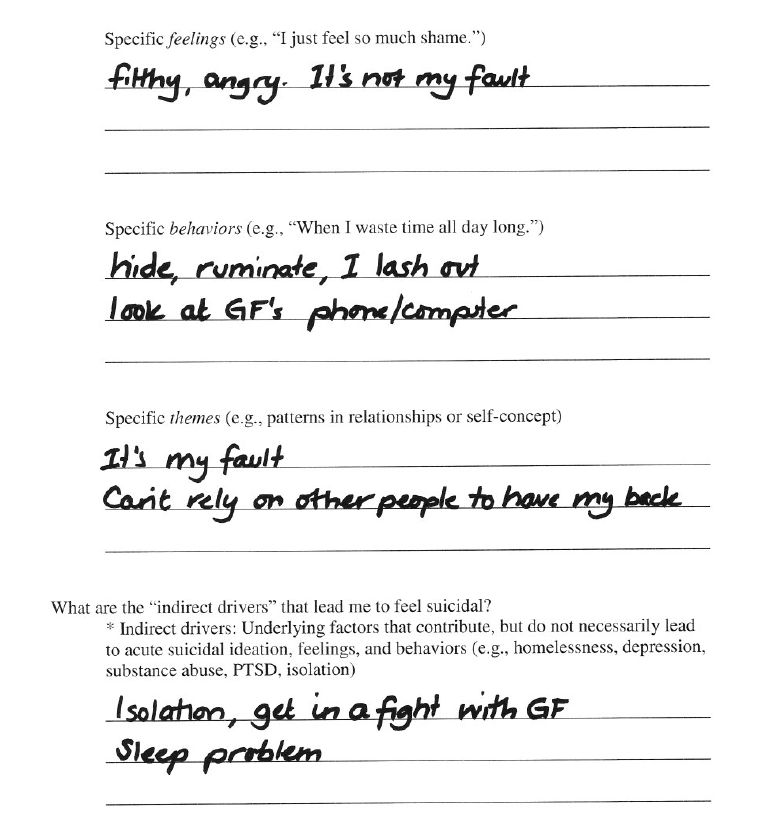 Specific feelings (e.g., “I just feel so much shame.”)
filthy, angry. It's not my fault
Specific behaviors (e.g., “When I waste time all day long.”)
hide, ruminate, I lash out
look at GF's phone/computer
Specific themes (e.g., patterns in relationships or self-concept)
It's my fault
Can't rely on other people to have my back
What are the “indirect drivers” that lead me to feel suicidal?
* Indirect drivers: Underlying factors that contribute, but do not necessarily lead
to acute suicidal ideation, feelings, and behaviors (e.g., homelessness, depression,
substance abuse, PTSD, isolation)
Isolation, get in a fight with GF
Sleep problem